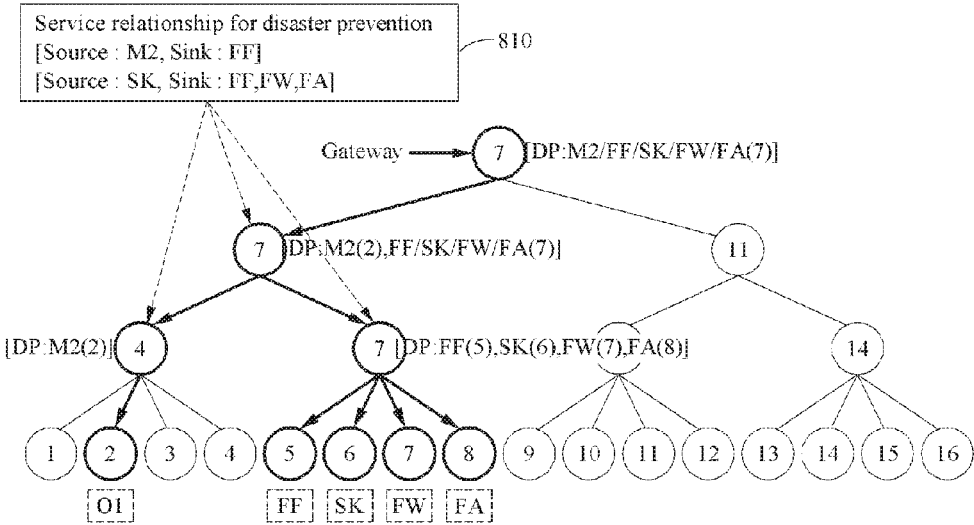 Service relationship for disaster prevention
[Source : M2, Sink : FF]
[Source : SK, Sink : FF,FW,FA]
810
Gateway
7
[DP:M2/FF/SK/FW/FA(7)]
7
[DP:M2(2),FF/SK/FW/FA(7)]
11
[DP:M2(2)]
4
7
[DP:FF(5),SK(6),FW(7),FA(8)]
14
1
2
3
4
5
6
7
8
9
10
11
12
13
14
15
16
O1
FF
SK
FW
FA